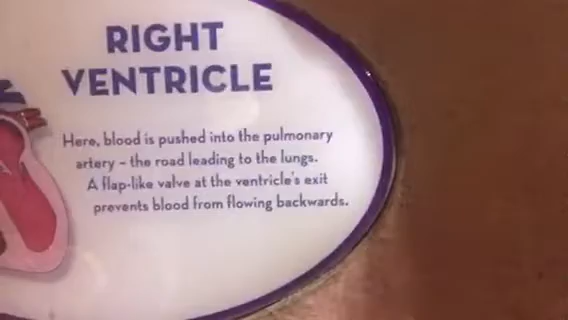 RIGHT
VENTRICLE
Here, blood is pushed into the pulmonary
artery – the road leading to the lungs.
A flap-like valve at the ventricle's exit
prevents blood from flowing backwards.